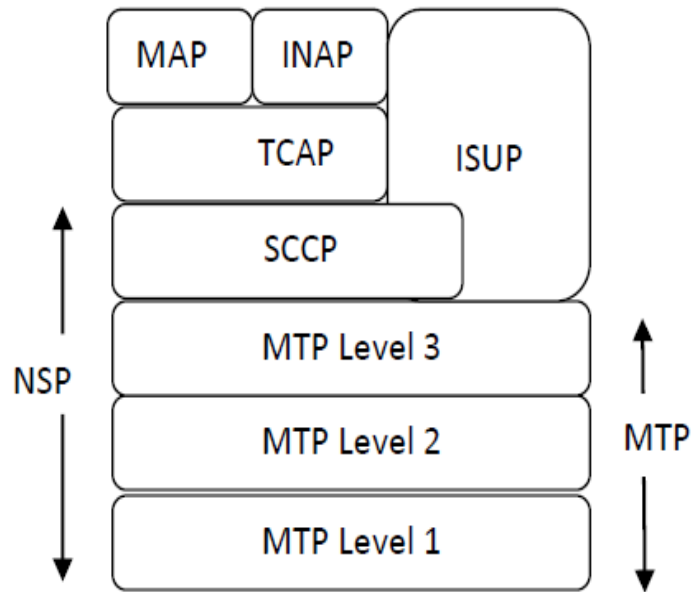 MAP
INAP
ISUP
TCAP
SCCP
MTP Level 3
NSP
MTP Level 2
MTP
MTP Level 1